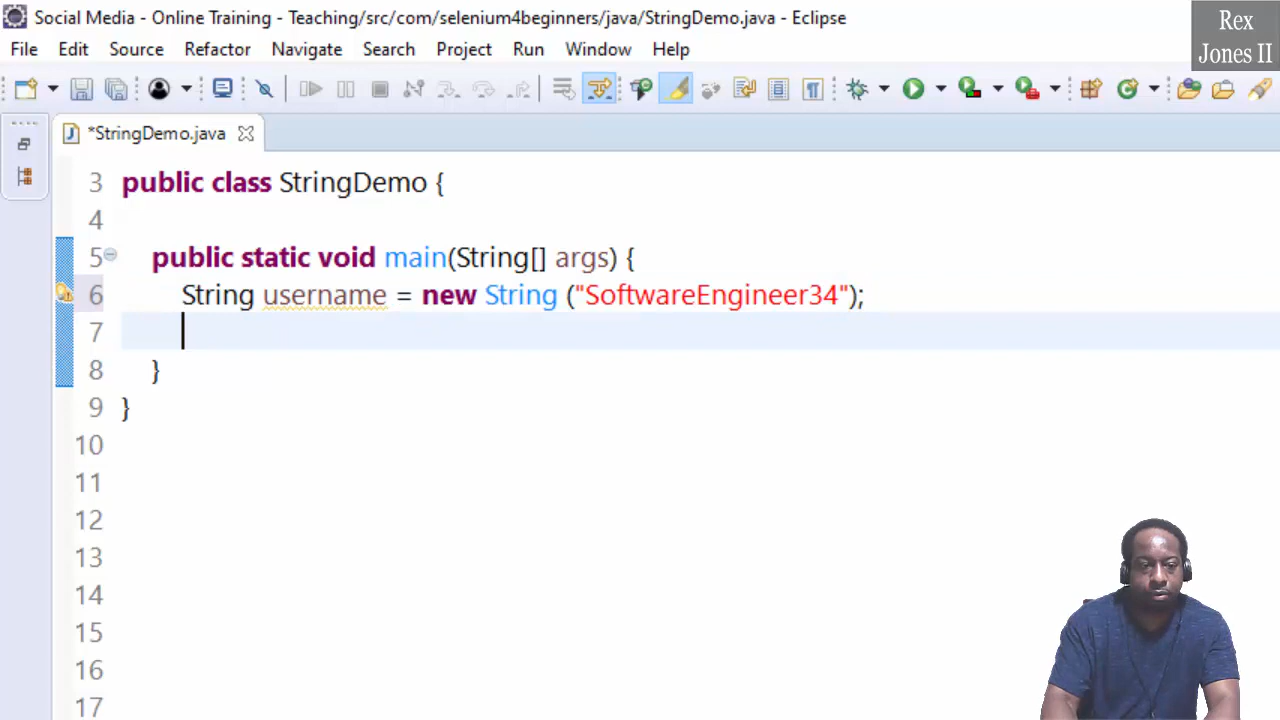 Social Media - Online Training - Teaching/src/com/selenium4beginners/java/StringDemo.java - Eclipse
Rex
Jones II
File Edit Source Refactor Navigate Search Project Run Window Help
*StringDemo.java
3 public class StringDemo {
4
5 public static void main(String[] args) {
6 String username = new String ("SoftwareEngineer34");
7
8 }
9 }
10
11
12
13
14
15
16
17